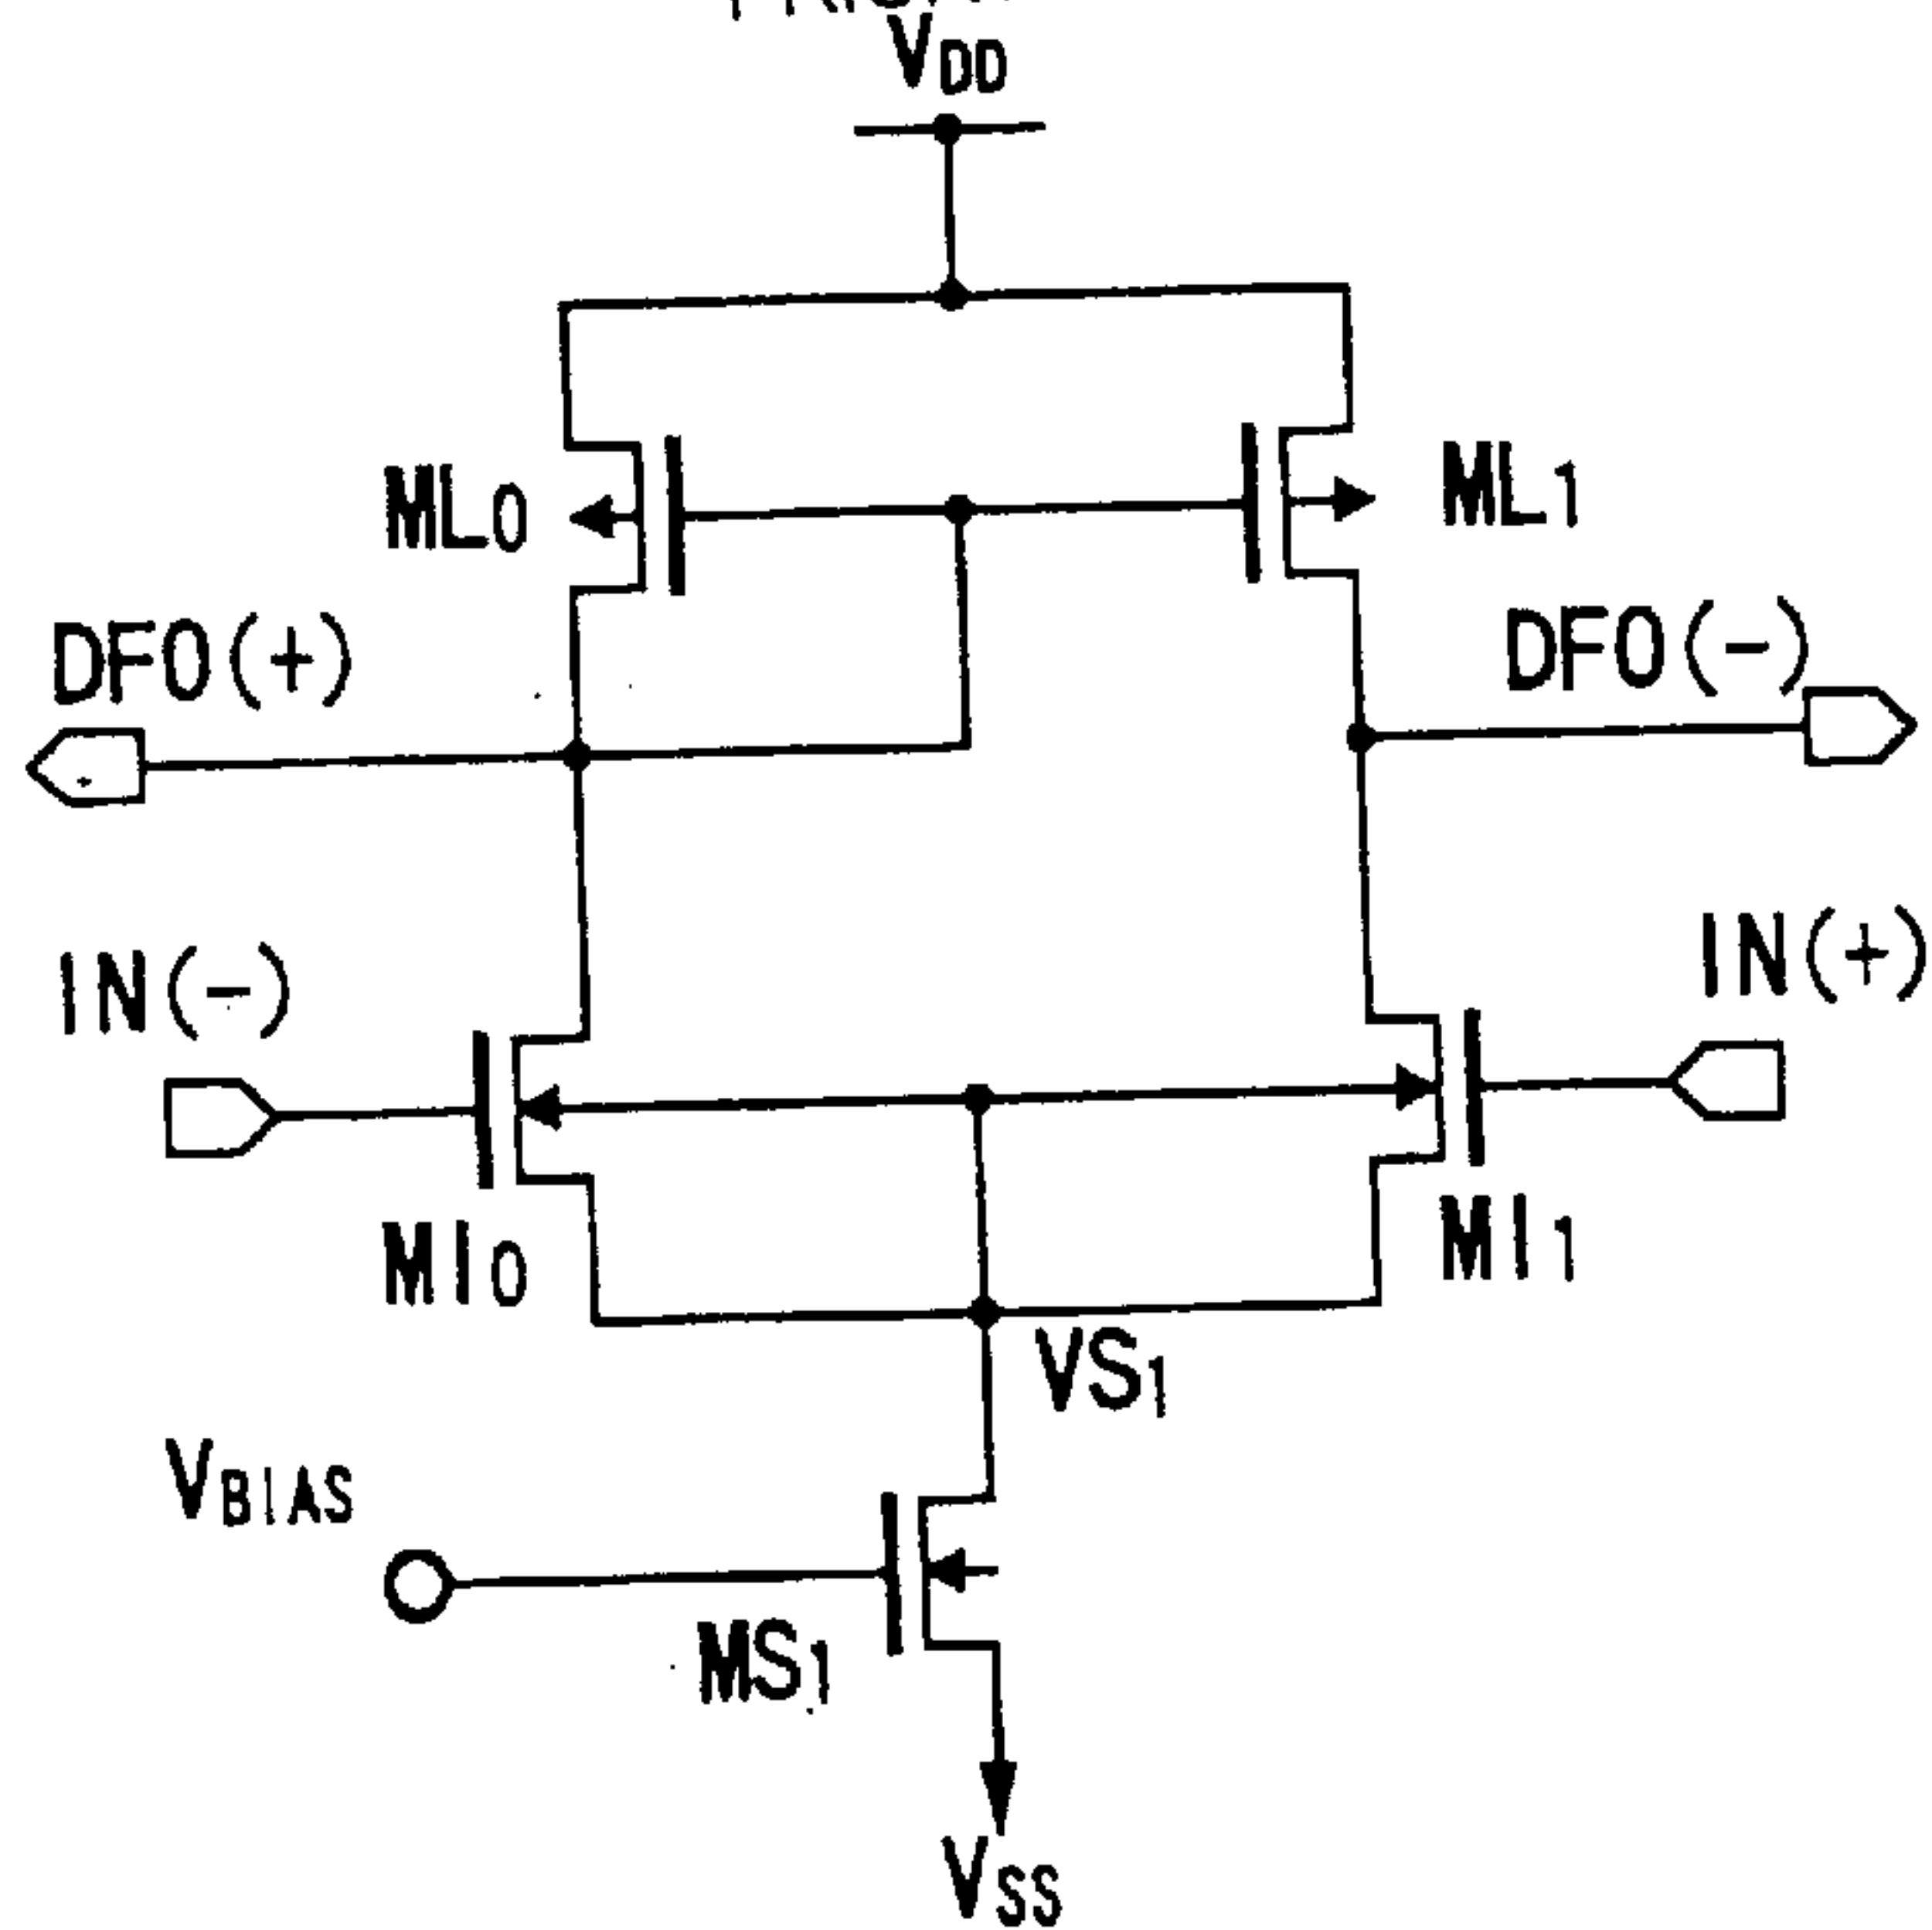 VDD
ML0
ML1
DFO(+)
DFO(-)
IN(-)
IN(+)
MI0
MI1
VS1
VBIAS
MS1
VSS